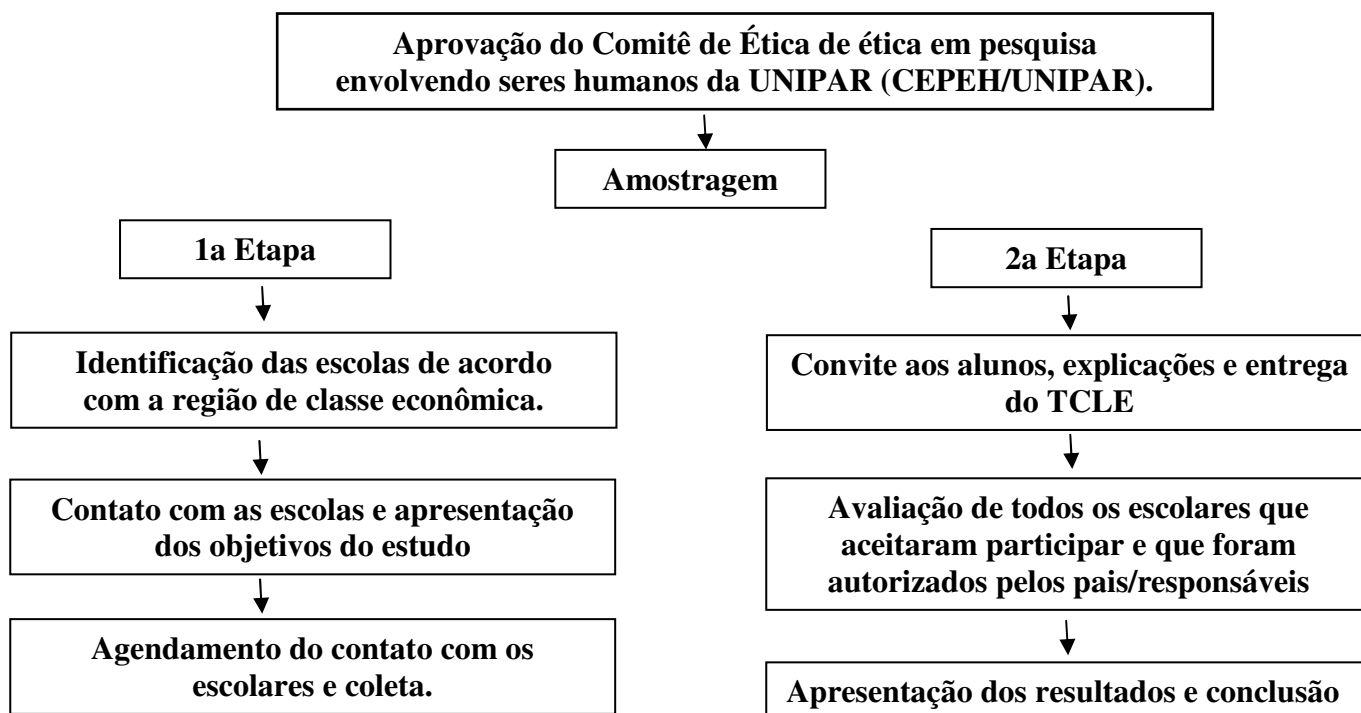 Aprovação do Comitê de Ética de ética em pesquisa
envolvendo seres humanos da UNIPAR (CEPEH/UNIPAR).
Amostragem
1a Etapa
Identificação das escolas de acordo
com a região de classe econômica.
Contato com as escolas e apresentação
dos objetivos do estudo
Agendamento do contato com os
escolares e coleta.
2a Etapa
Convite aos alunos, explicações e entrega
do TCLE
Avaliação de todos os escolares que
aceitaram participar e que foram
autorizados pelos pais/responsáveis
Apresentação dos resultados e conclusão